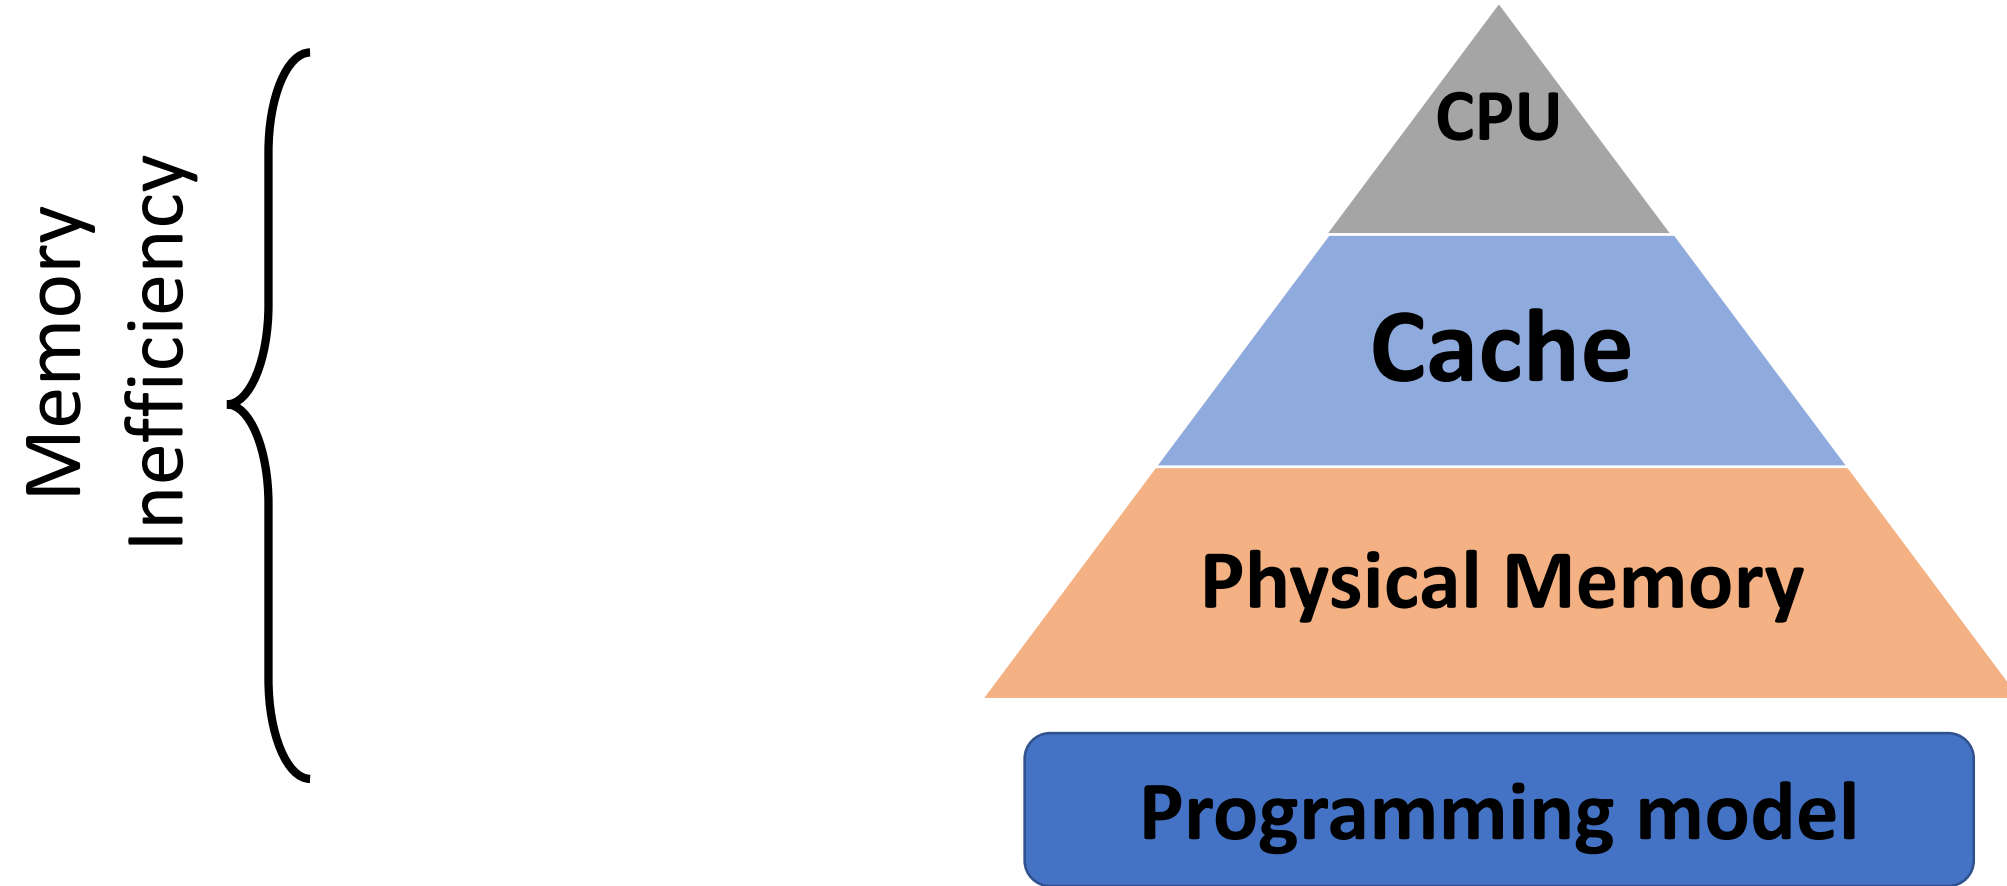 Memory
Inefficiency
CPU
Cache
Physical Memory
Programming model